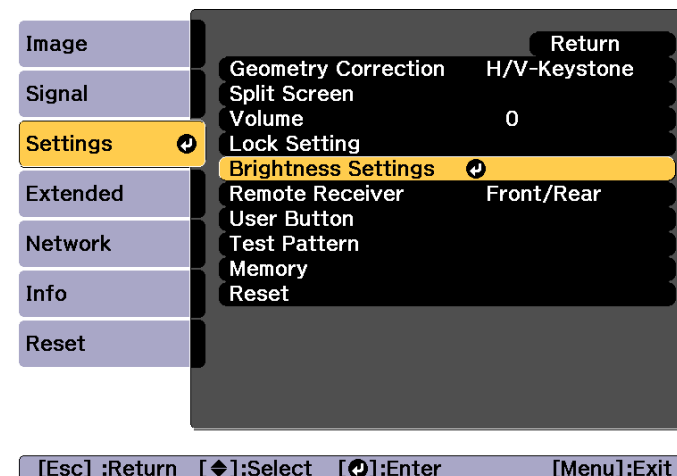 Image
Signal
Settings
Extended
Network
Info
Reset
Return
Geometry Correction H/V-Keystone
Split Screen
Volume 0
Lock Setting
Brightness Settings
Remote Receiver Front/Rear
User Button
Test Pattern
Memory
Reset
[Esc] :Return [◆]:Select [↵]:Enter [Menu]:Exit